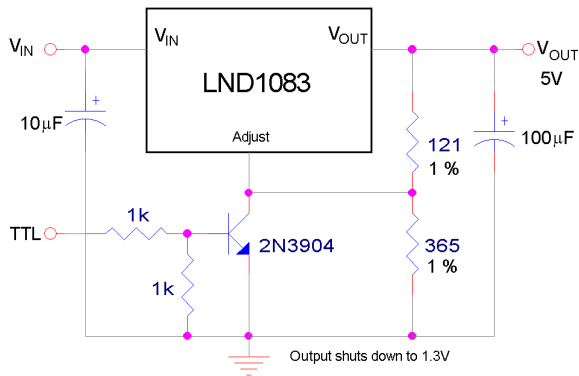 V_IN
V_IN
V_OUT
V_OUT
5V
LND1083
Adjust
10µF
121
1 %
100µF
TTL
1k
2N3904
365
1 %
1k
Output shuts down to 1.3V
+
+